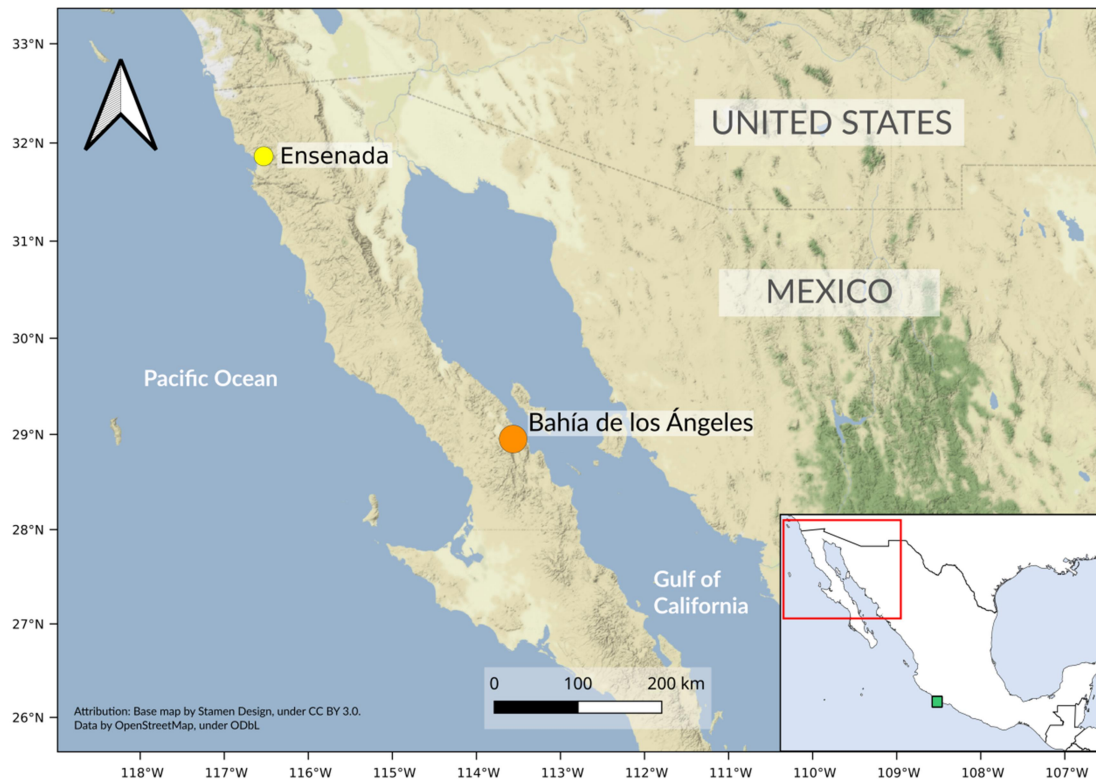 33°N
32°N
31°N
30°N
29°N
28°N
27°N
26°N
UNITED STATES
Ensenada
MEXICO
Pacific Ocean
Bahía de los Ángeles
Gulf of
California
0 100 200 km
Attribution: Base map by Stamen Design, under CC BY 3.0.
Data by OpenStreetMap, under ODbL
118°W 117°W 116°W 115°W 114°W 113°W 112°W 111°W 110°W 109°W 108°W 107°W